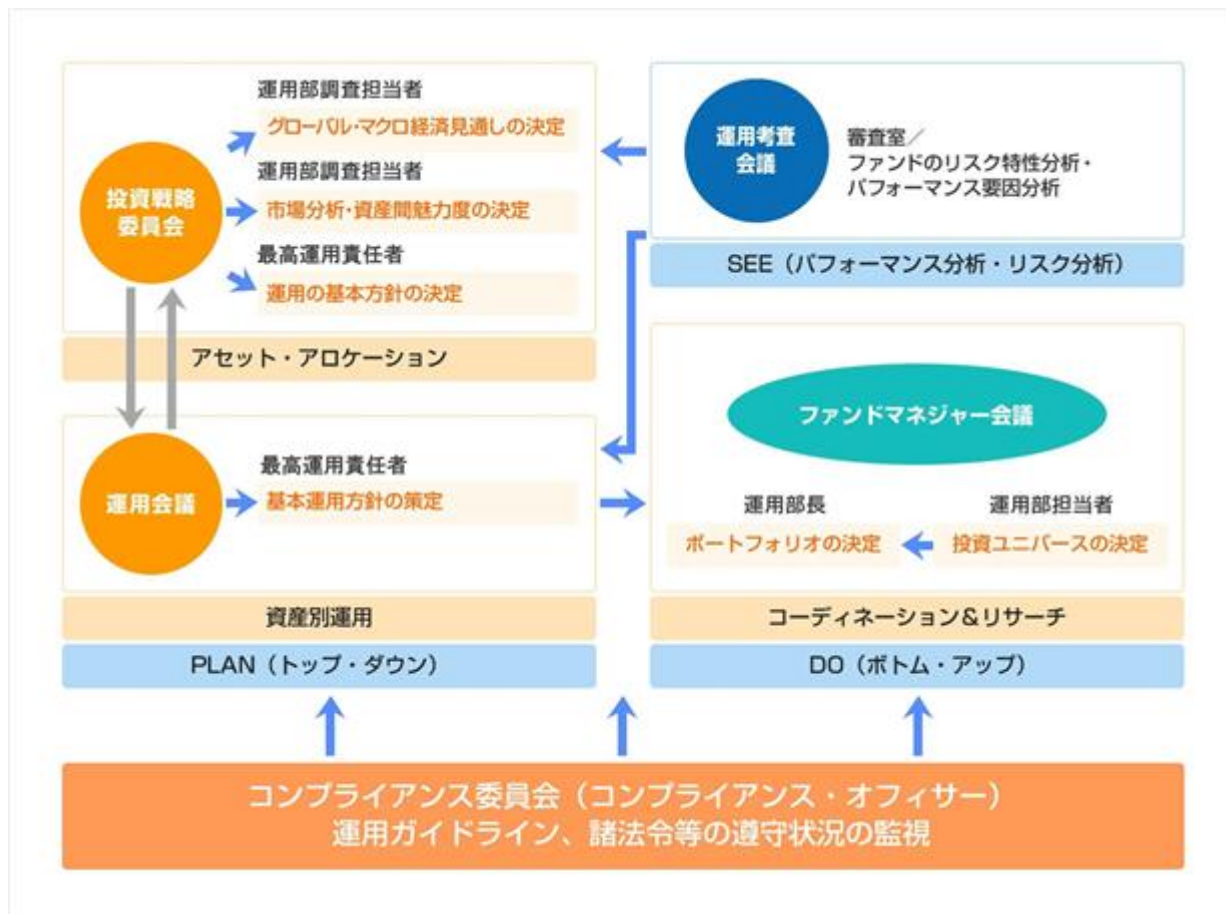 投資戦略
委員会
運用部調査担当者
グローバル・マクロ経済見通しの決定
運用部調査担当者
市場分析・資産間魅力度の決定
最高運用責任者
運用の基本方針の決定
アセット・アロケーション
運用考査
会議
審査室／
ファンドのリスク特性分析・
パフォーマンス要因分析
SEE（パフォーマンス分析・リスク分析）
運用会議
最高運用責任者
基本運用方針の策定
資産別運用
PLAN（トップ・ダウン）
ファンドマネジャー会議
運用部長
ポートフォリオの決定
運用部担当者
投資ユニバースの決定
コーディネーション＆リサーチ
DO（ボトム・アップ）
コンプライアンス委員会（コンプライアンス・オフィサー）
運用ガイドライン、諸法令等の遵守状況の監視